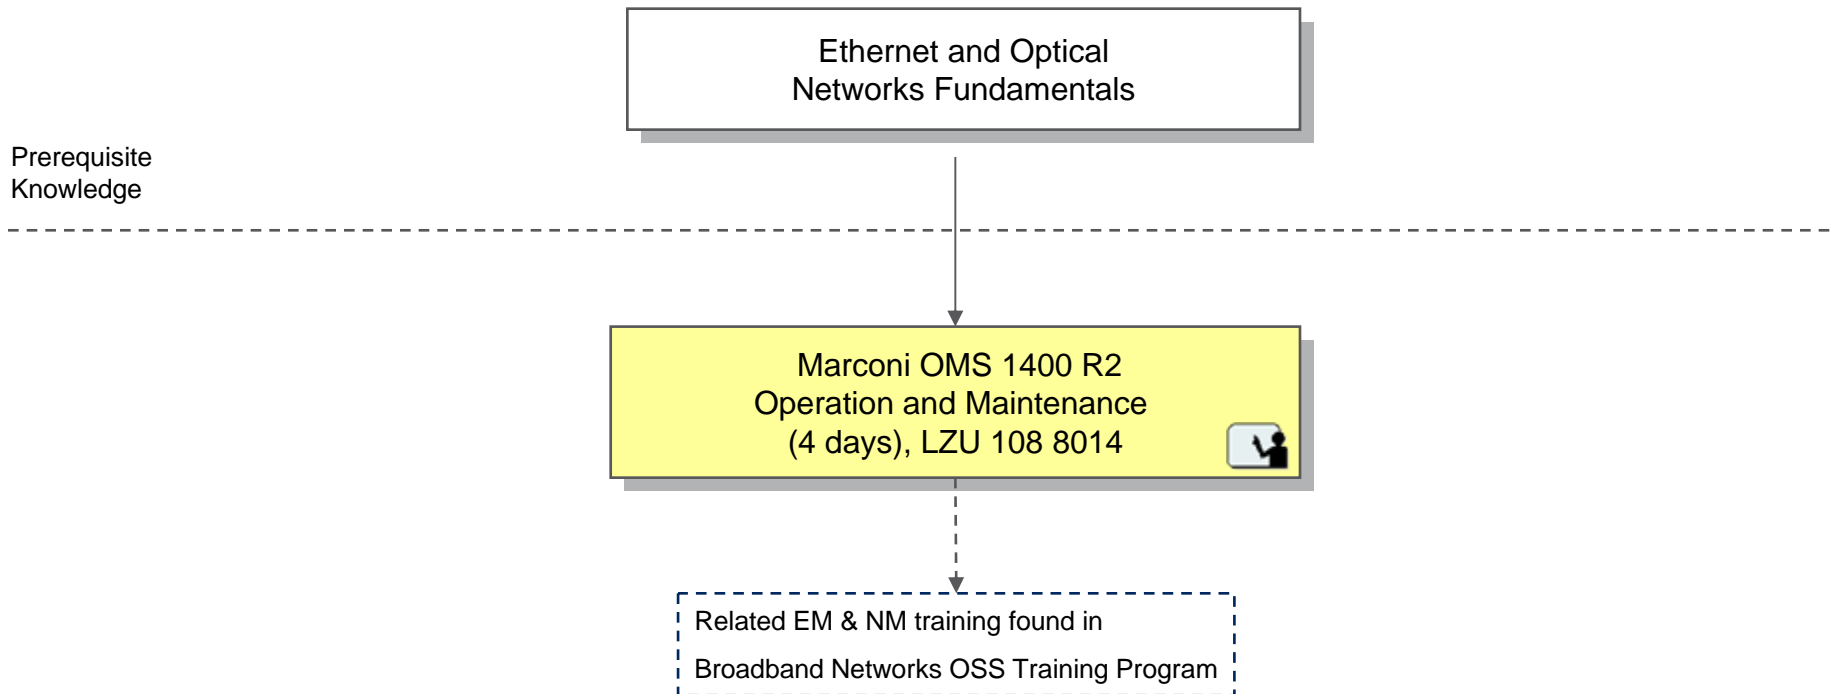 Ethernet and Optical
Networks Fundamentals
Prerequisite
Knowledge
Marconi OMS 1400 R2
Operation and Maintenance
(4 days), LZU 108 8014
Related EM & NM training found in
Broadband Networks OSS Training Program